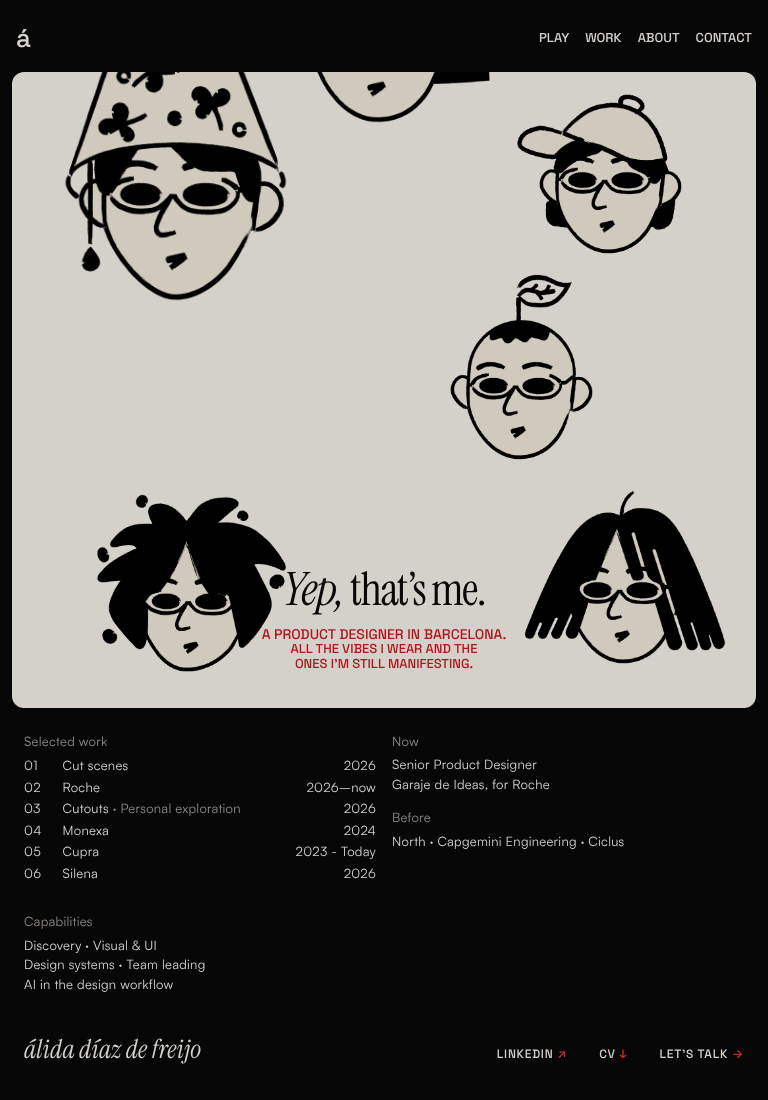 á
PLAY WORK ABOUT CONTACT
Yep, that's me.
A PRODUCT DESIGNER IN BARCELONA.
ALL THE VIBES I WEAR AND THE
ONES I'M STILL MANIFESTING.
Selected work
01 Cut scenes 2026
02 Roche 2026—now
03 Cutouts · Personal exploration 2026
04 Monexa 2024
05 Cupra 2023 - Today
06 Silena 2026
Now
Senior Product Designer
Garaje de Ideas, for Roche
Before
North · Capgemini Engineering · Ciclus
Capabilities
Discovery · Visual & UI
Design systems · Team leading
AI in the design workflow
álida díaz de freijo
LINKEDIN ↗ CV ↓ LET'S TALK →